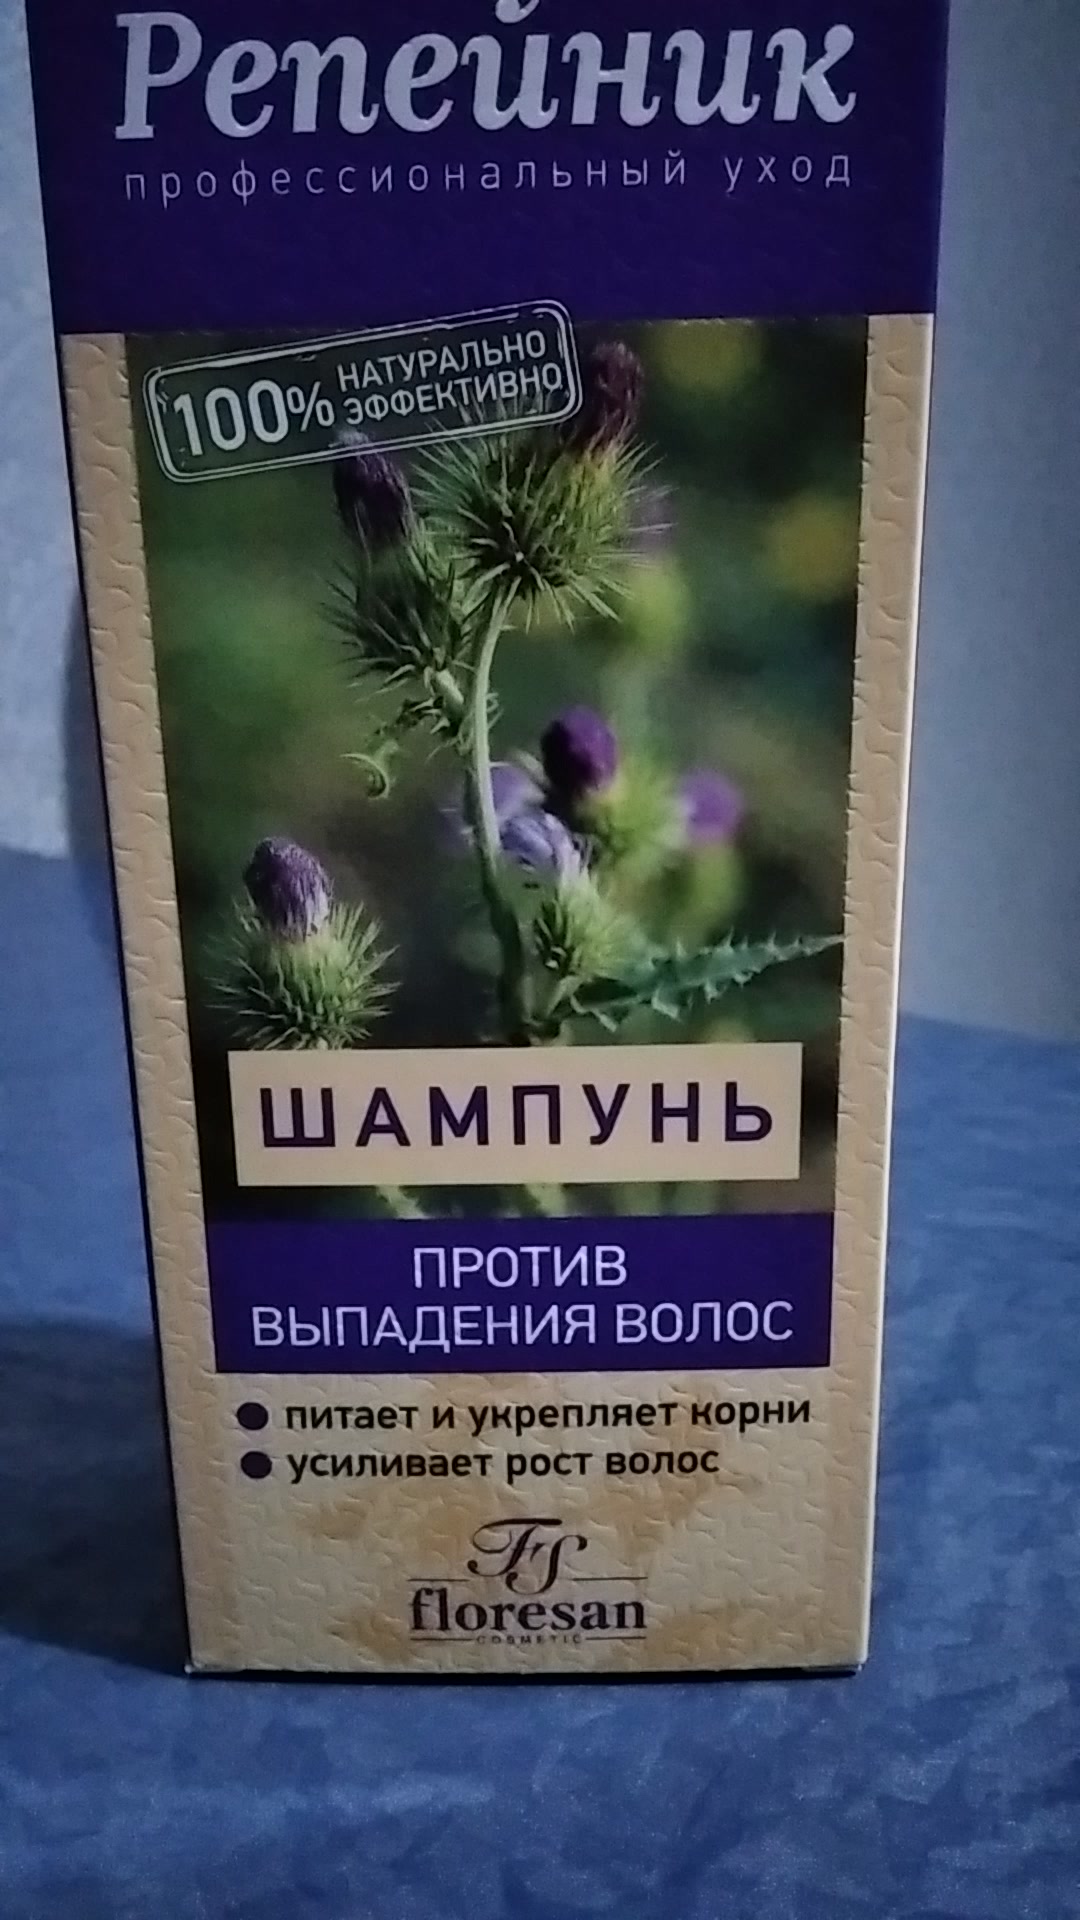 Репейник
профессиональный уход
100% НАТУРАЛЬНО
ЭФФЕКТИВНО
ШАМПУНЬ
ПРОТИВ
ВЫПАДЕНИЯ ВОЛОС
питает и укрепляет корни
усиливает рост волос
FS
floresan
COSMETIC